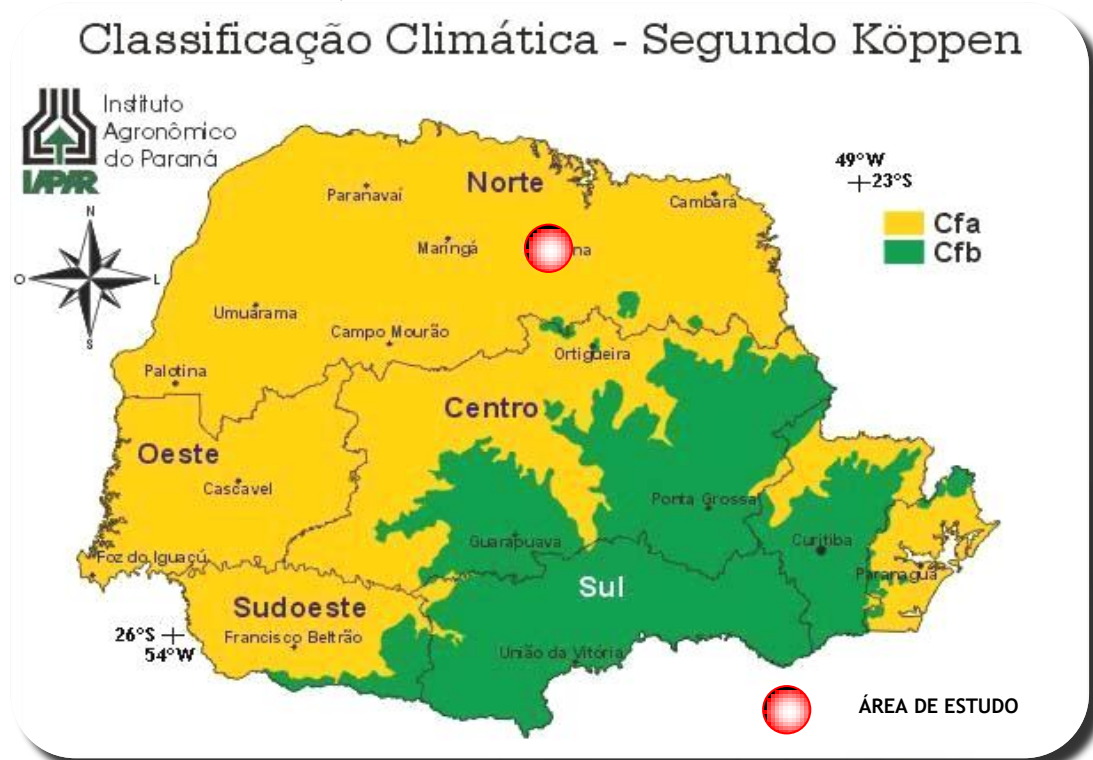 Classificação Climática - Segundo Köppen
Instituto
Agronômico
do Paraná
IAPAR
N
O
L
S
49°W
23°S
Cfa
Cfb
Norte
Paranavaí
Cambará
Maringá
na
Umuarama
Campo Mourão
Ortigueira
Palotina
Centro
Oeste
Cascavel
Ponta Grossa
Guarapuava
Curitiba
Foz do Iguaçú
Paranaguá
Sul
Sudoeste
Francisco Beltrão
26°S
54°W
União da Vitória
ÁREA DE ESTUDO